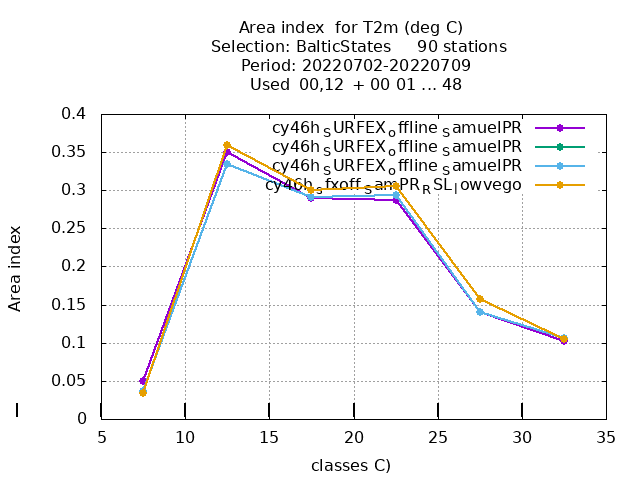 Area index  for T2m (deg C)
Selection: BalticStates     90 stations
Period: 20220702-20220709
Used  00,12  + 00 01 ... 48
cy46h_SURFEX_offline_SamuelPR
cy46h_SURFEX_offline_SamuelPR
cy46h_SURFEX_offline_SamuelPR
cy46h_sfxoff_SamPR_RSL_lowvego
0.4
0.35
0.3
0.25
0.2
0.15
0.1
0.05
0
Area index
5
10
15
20
25
30
35
classes C)